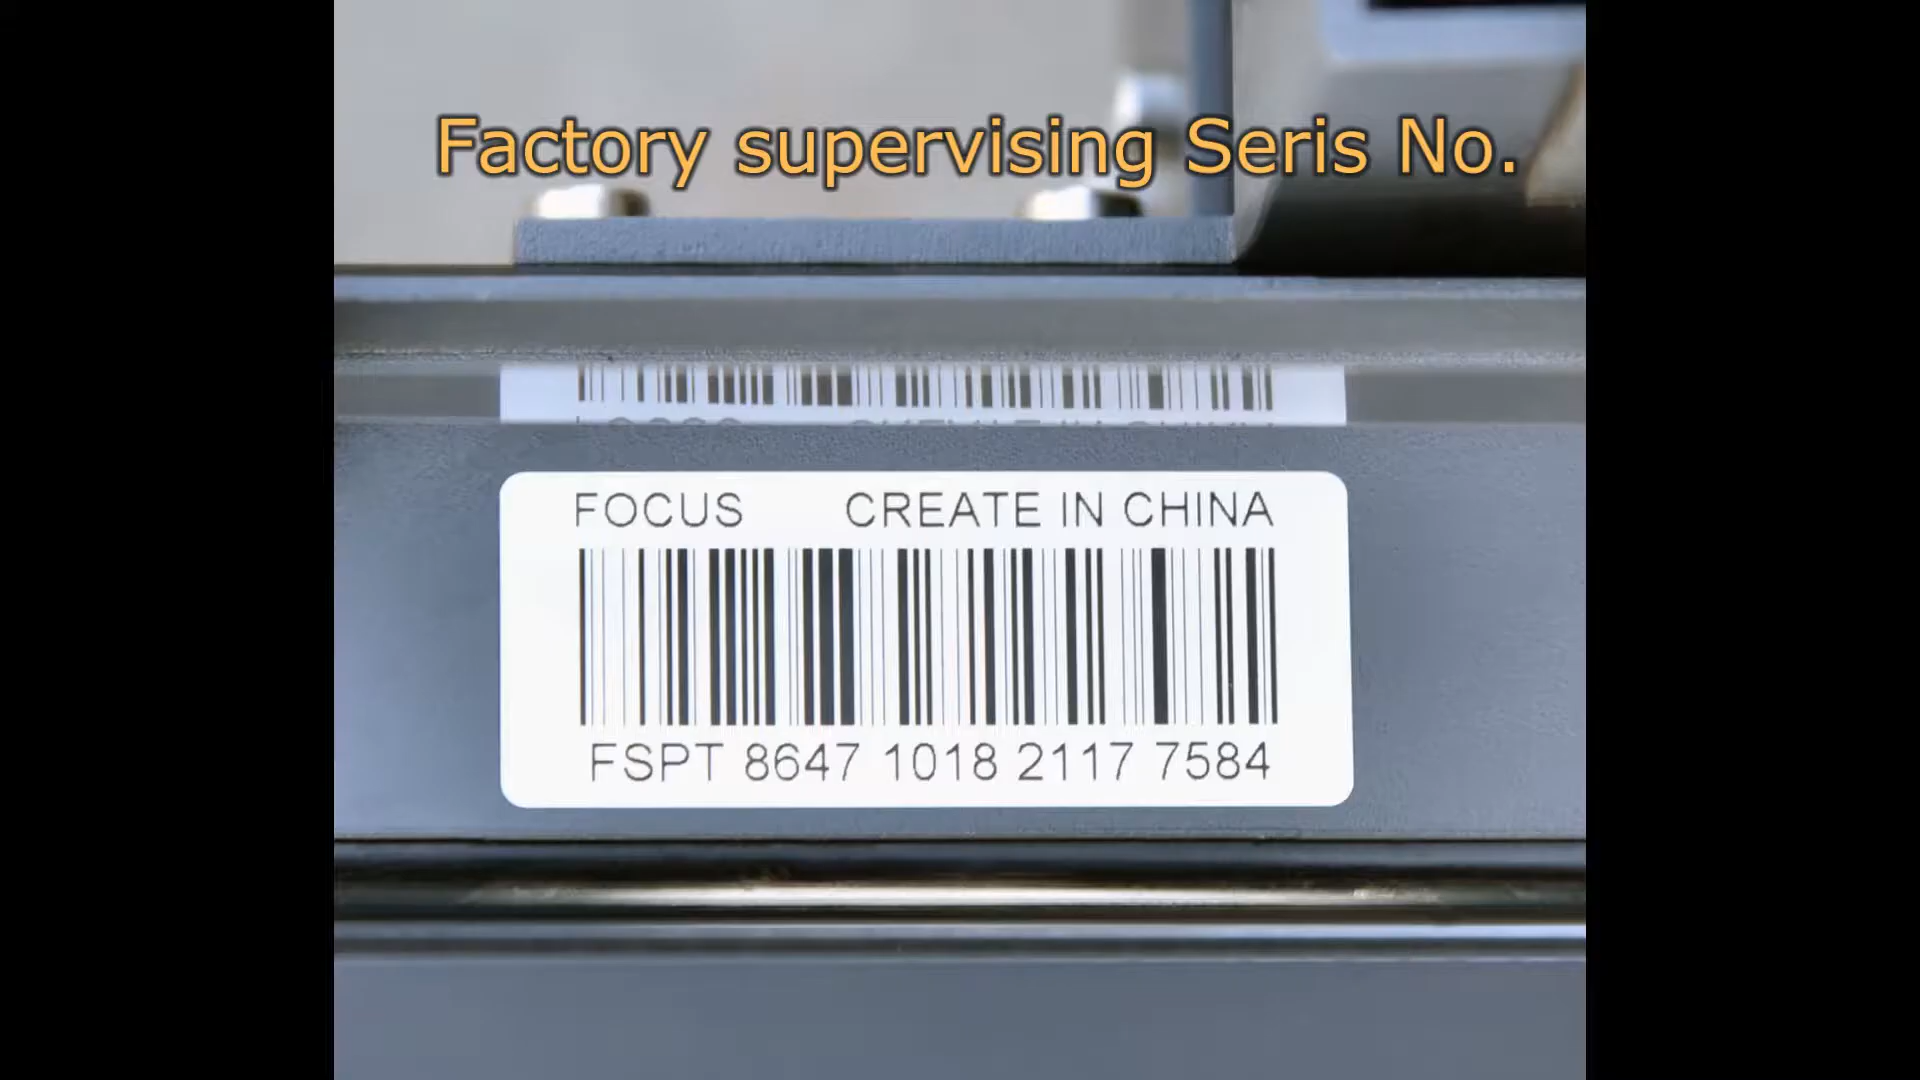 Factory supervising Seris No.
FOCUS CREATE IN CHINA
FSPT 8647 1018 2117 7584